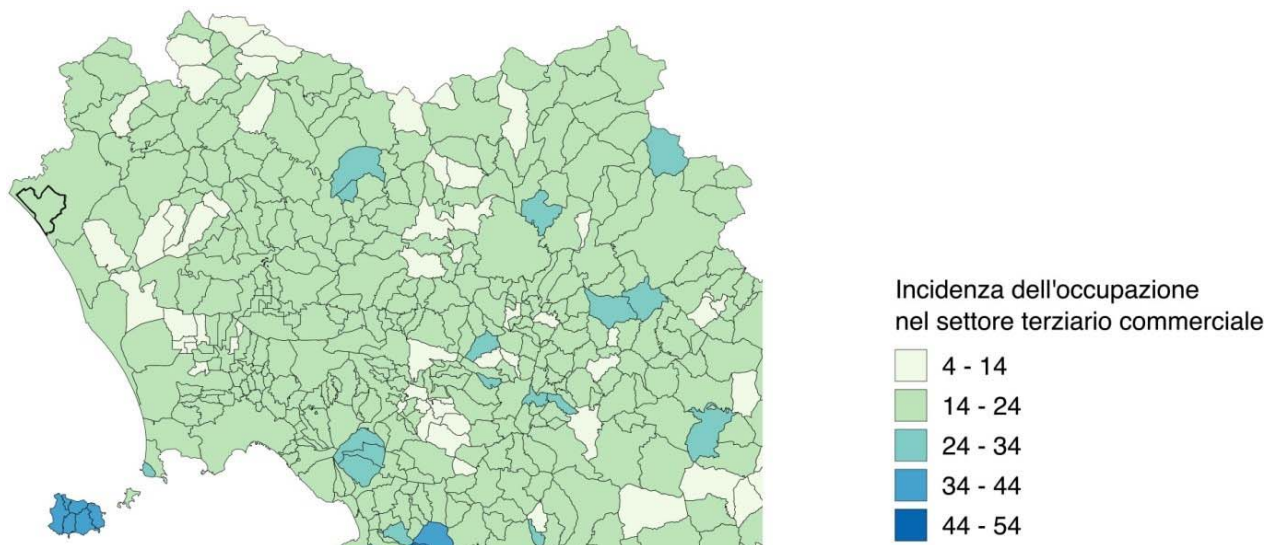 Incidenza dell'occupazione
nel settore terziario commerciale
4 - 14
14 - 24
24 - 34
34 - 44
44 - 54